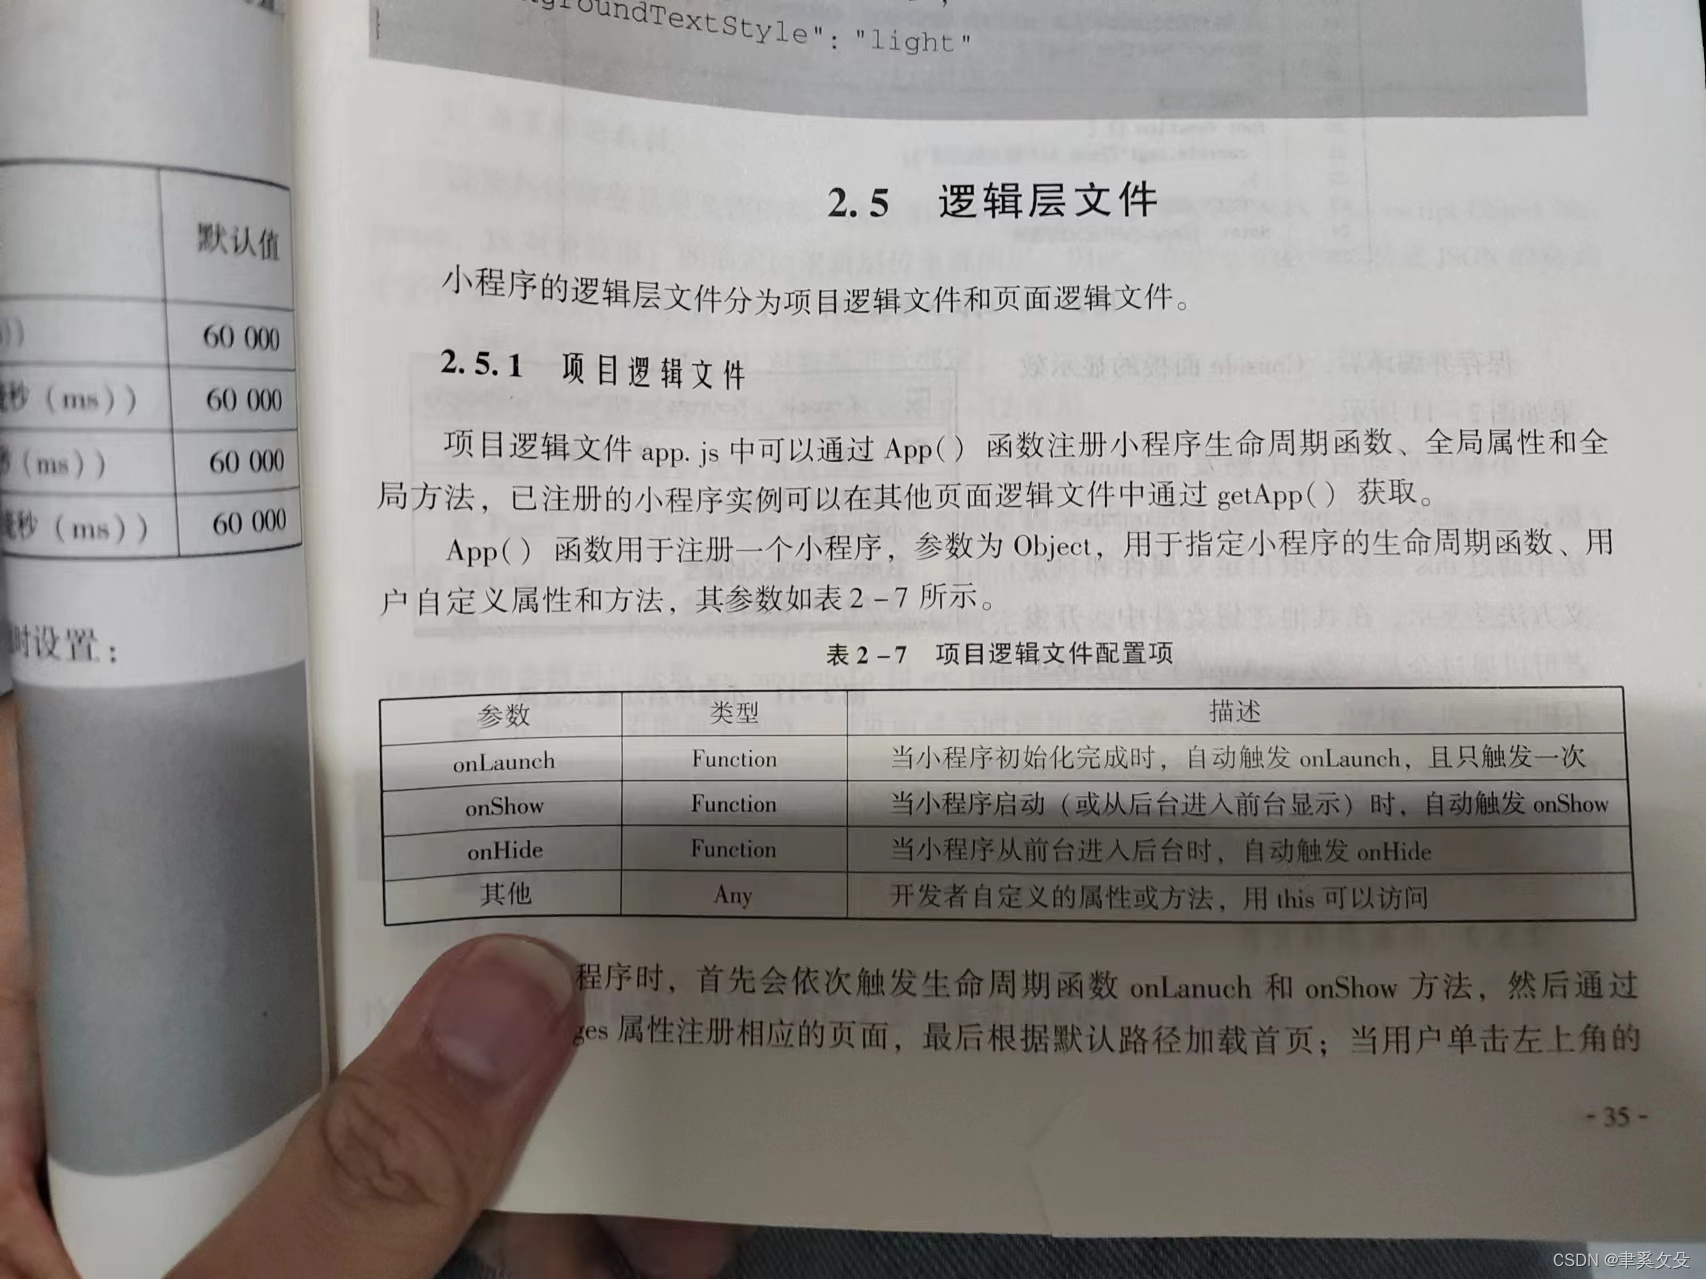 默认值
60 000
秒（ms）） 60 000
（ms）） 60 000
秒（ms）） 60 000
时设置：
groundTextStyle": "light"
}
2.5 逻辑层文件
小程序的逻辑层文件分为项目逻辑文件和页面逻辑文件。
2.5.1 项目逻辑文件
项目逻辑文件 app.js 中可以通过 App() 函数注册小程序生命周期函数、全局属性和全
局方法，已注册的小程序实例可以在其他页面逻辑文件中通过 getApp() 获取。
App() 函数用于注册一个小程序，参数为 Object，用于指定小程序的生命周期函数、用
户自定义属性和方法，其参数如表 2-7 所示。
表 2-7 项目逻辑文件配置项
参数 类型 描述
onLaunch Function 当小程序初始化完成时，自动触发 onLaunch，且只触发一次
onShow Function 当小程序启动（或从后台进入前台显示）时，自动触发 onShow
onHide Function 当小程序从前台进入后台时，自动触发 onHide
其他 Any 开发者自定义的属性或方法，用 this 可以访问
程序时，首先会依次触发生命周期函数 onLanuch 和 onShow 方法，然后通过
ges 属性注册相应的页面，最后根据默认路径加载首页；当用户单击左上角的
- 35 -
CSDN @聿奚攵殳